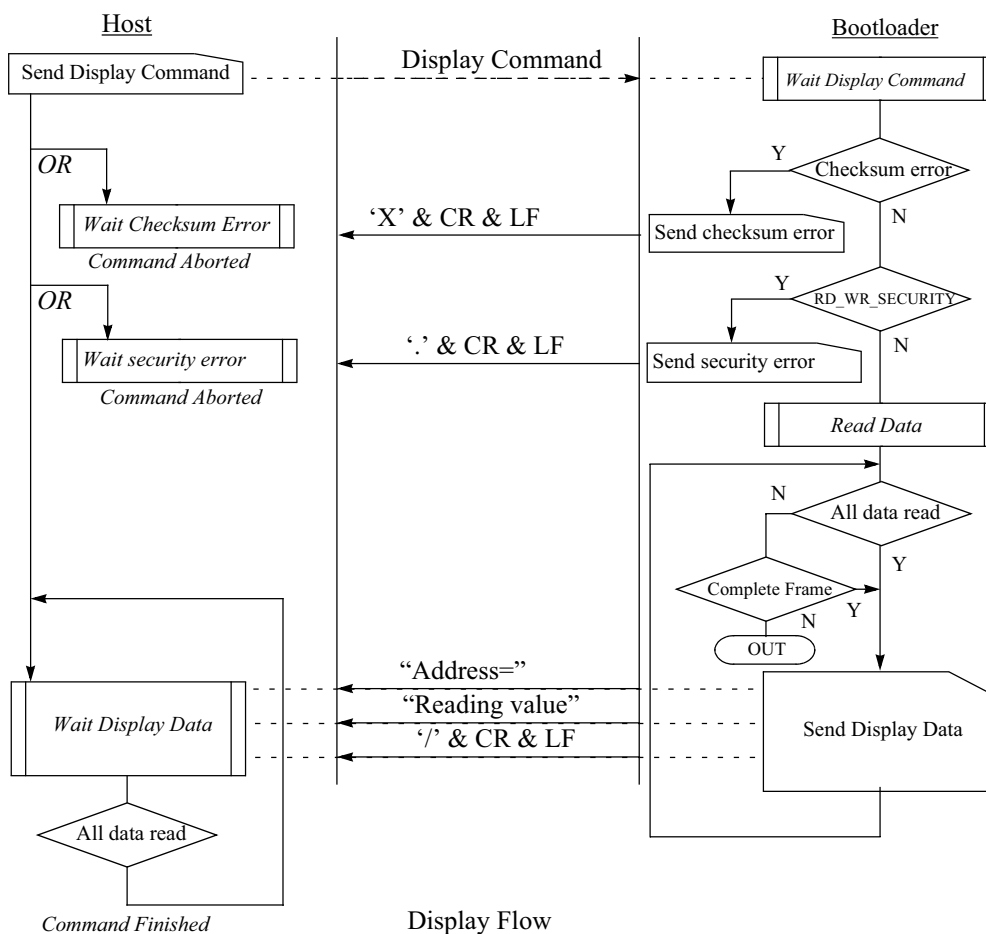 Host
Bootloader
Send Display Command
Display Command
Wait Display Command
OR
Y
Checksum error
N
Wait Checksum Error
‘X’ & CR & LF
Send checksum error
Command Aborted
OR
Y
RD_WR_SECURITY
N
Wait security error
‘.’ & CR & LF
Send security error
Command Aborted
Read Data
N
All data read
Y
Complete Frame
Y
N
OUT
“Address=”
“Reading value”
Wait Display Data
‘/’ & CR & LF
Send Display Data
All data read
Command Finished
Display Flow